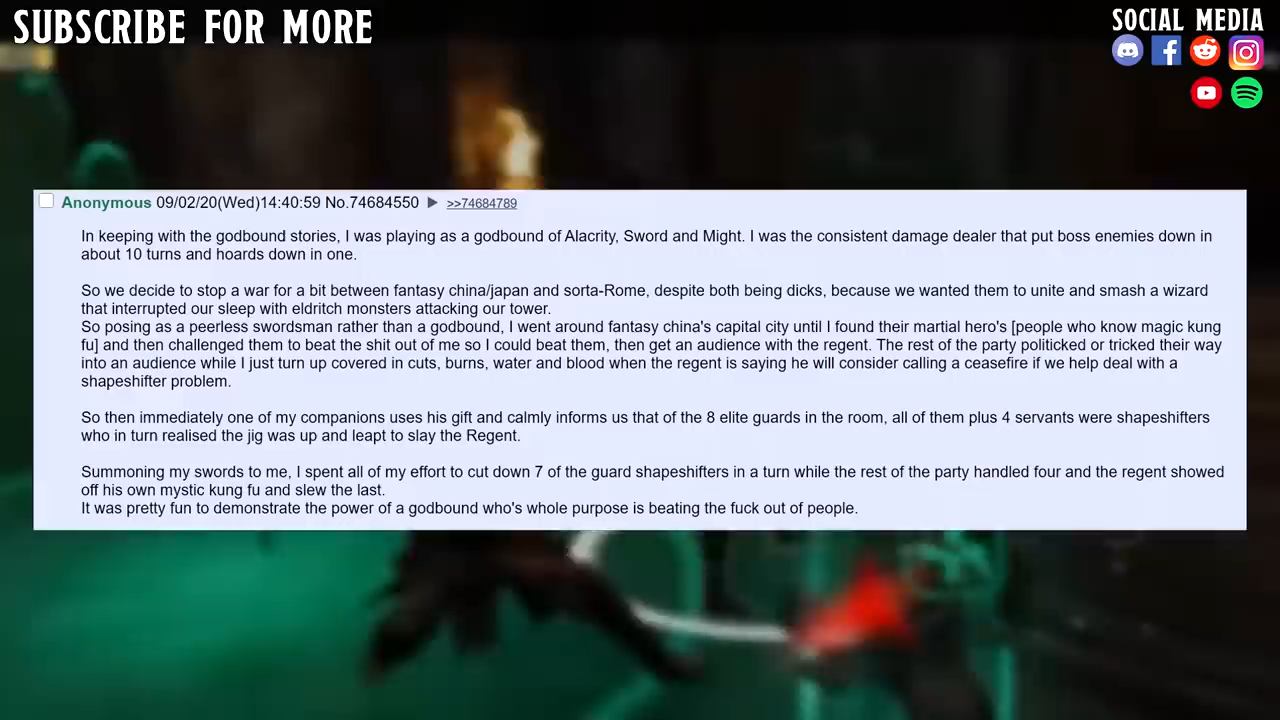 SUBSCRIBE FOR MORE
SOCIAL MEDIA
Anonymous 09/02/20(Wed)14:40:59 No.74684550 ▶ >>74684789
In keeping with the godbound stories, I was playing as a godbound of Alacrity, Sword and Might. I was the consistent damage dealer that put boss enemies down in
about 10 turns and hoards down in one.
So we decide to stop a war for a bit between fantasy china/japan and sorta-Rome, despite both being dicks, because we wanted them to unite and smash a wizard
that interrupted our sleep with eldritch monsters attacking our tower.
So posing as a peerless swordsman rather than a godbound, I went around fantasy china's capital city until I found their martial hero's [people who know magic kung
fu] and then challenged them to beat the shit out of me so I could beat them, then get an audience with the regent. The rest of the party politicked or tricked their way
into an audience while I just turn up covered in cuts, burns, water and blood when the regent is saying he will consider calling a ceasefire if we help deal with a
shapeshifter problem.
So then immediately one of my companions uses his gift and calmly informs us that of the 8 elite guards in the room, all of them plus 4 servants were shapeshifters
who in turn realised the jig was up and leapt to slay the Regent.
Summoning my swords to me, I spent all of my effort to cut down 7 of the guard shapeshifters in a turn while the rest of the party handled four and the regent showed
off his own mystic kung fu and slew the last.
It was pretty fun to demonstrate the power of a godbound who's whole purpose is beating the fuck out of people.